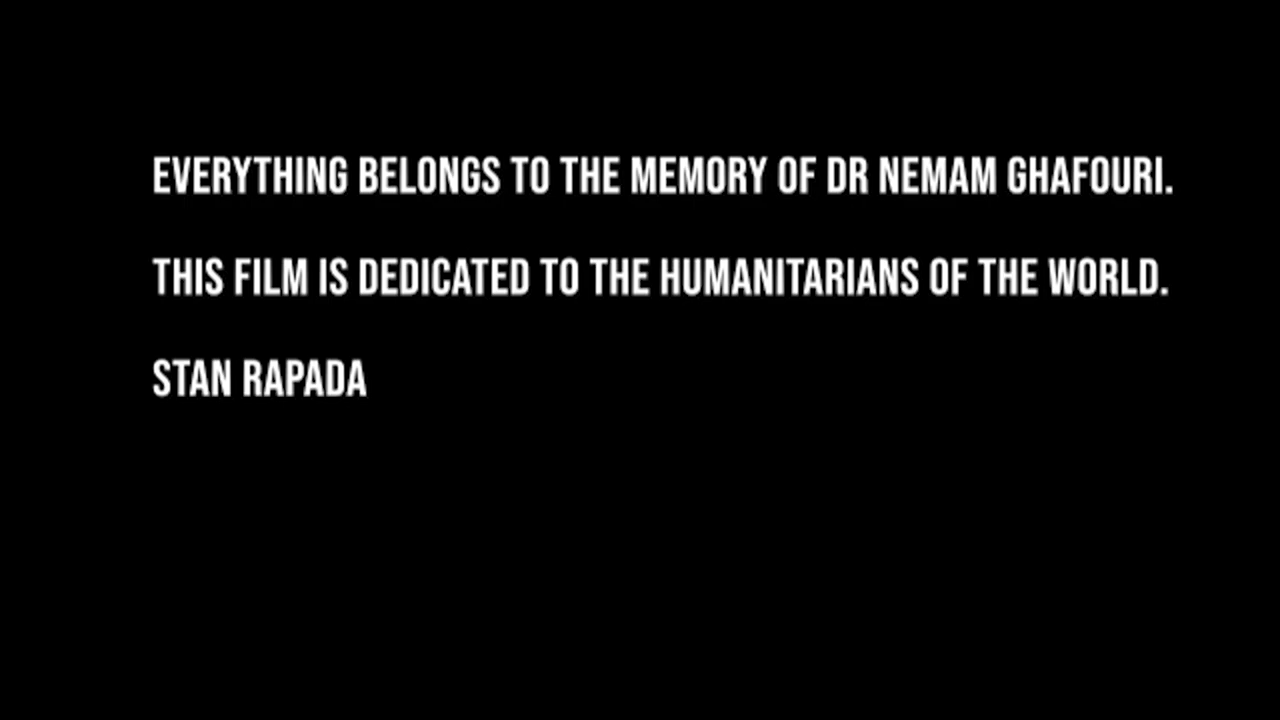 EVERYTHING BELONGS TO THE MEMORY OF DR NEMAM GHAFOURI.
THIS FILM IS DEDICATED TO THE HUMANITARIANS OF THE WORLD.
STAN RAPADA